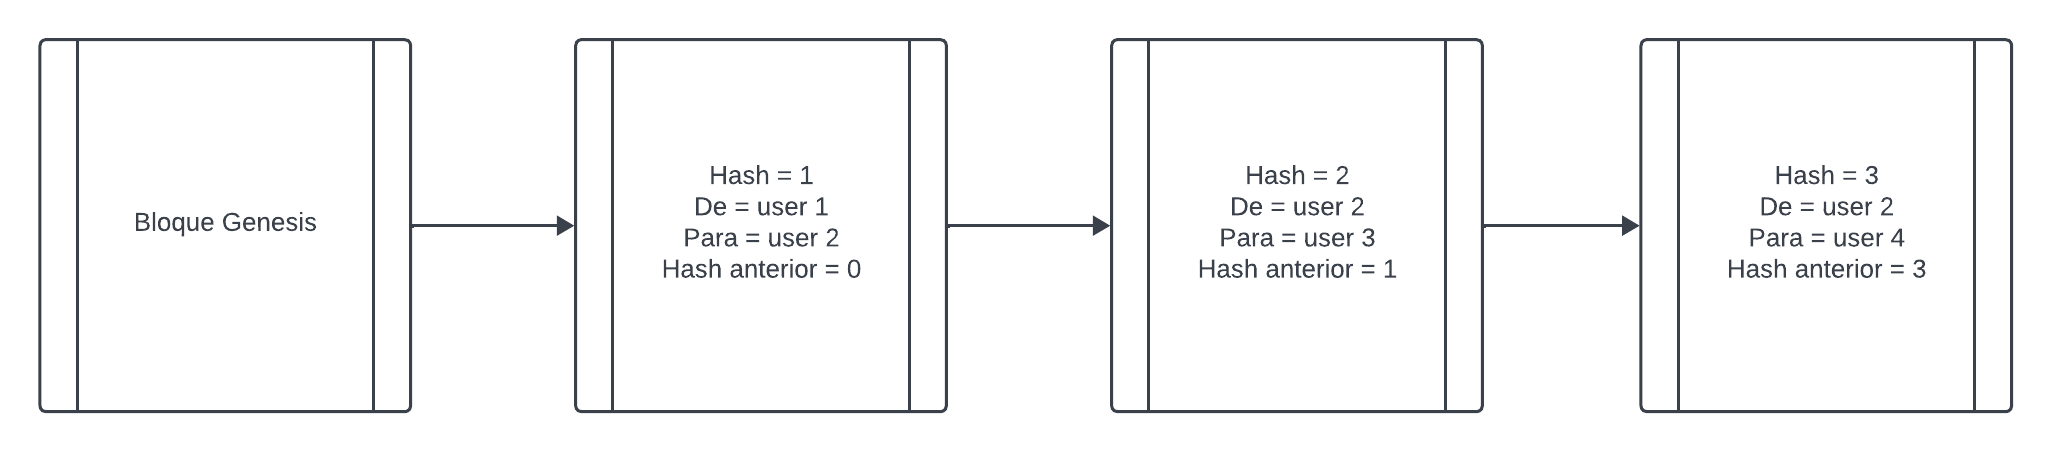 Bloque Genesis
Hash = 1
De = user 1
Para = user 2
Hash anterior = 0
Hash = 2
De = user 2
Para = user 3
Hash anterior = 1
Hash = 3
De = user 2
Para = user 4
Hash anterior = 3